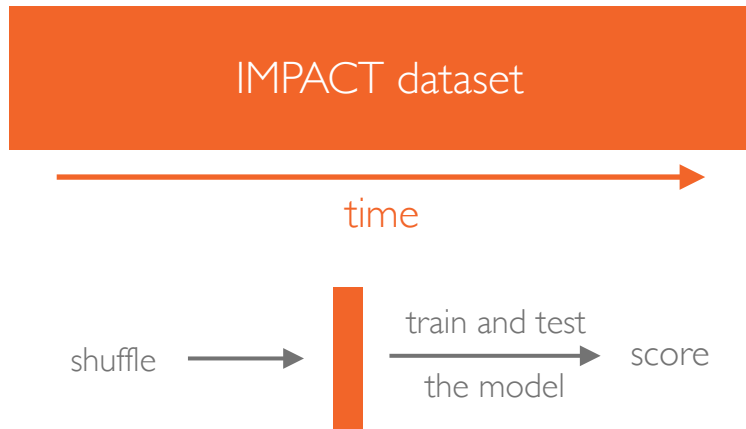 IMPACT dataset
time
shuffle
train and test
the model
score